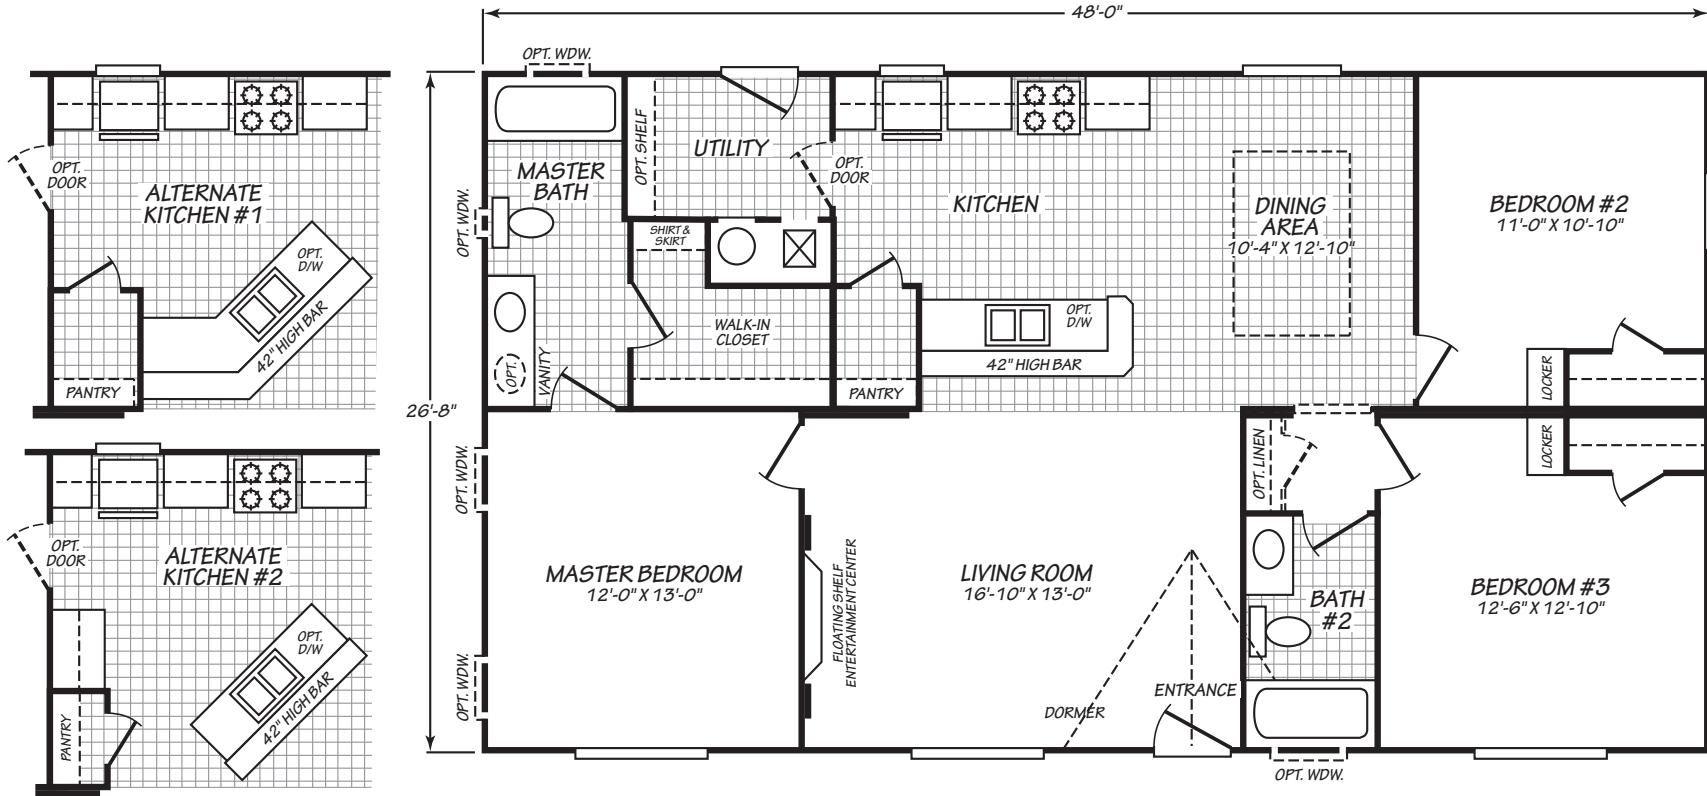 48'-0"
26'-8"
OPT. WDW.
OPT. WDW.
MASTER
BATH
OPT.
VANITY
OPT. SHELF
UTILITY
SHIRT &
SKIRT
WALK-IN
CLOSET
OPT.
DOOR
KITCHEN
OPT.
D/W
42" HIGH BAR
PANTRY
DINING
AREA
10'-4" X 12'-10"
BEDROOM #2
11'-0" X 10'-10"
LOCKER
LOCKER
OPT. WDW.
OPT. WDW.
MASTER BEDROOM
12'-0" X 13'-0"
FLOATING SHELF
ENTERTAINMENT CENTER
LIVING ROOM
16'-10" X 13'-0"
DORMER
ENTRANCE
OPT. LINEN
BATH
#2
OPT. WDW.
BEDROOM #3
12'-6" X 12'-10"
OPT.
DOOR
ALTERNATE
KITCHEN #1
OPT.
D/W
42" HIGH BAR
PANTRY
OPT.
DOOR
ALTERNATE
KITCHEN #2
OPT.
D/W
42" HIGH BAR
PANTRY